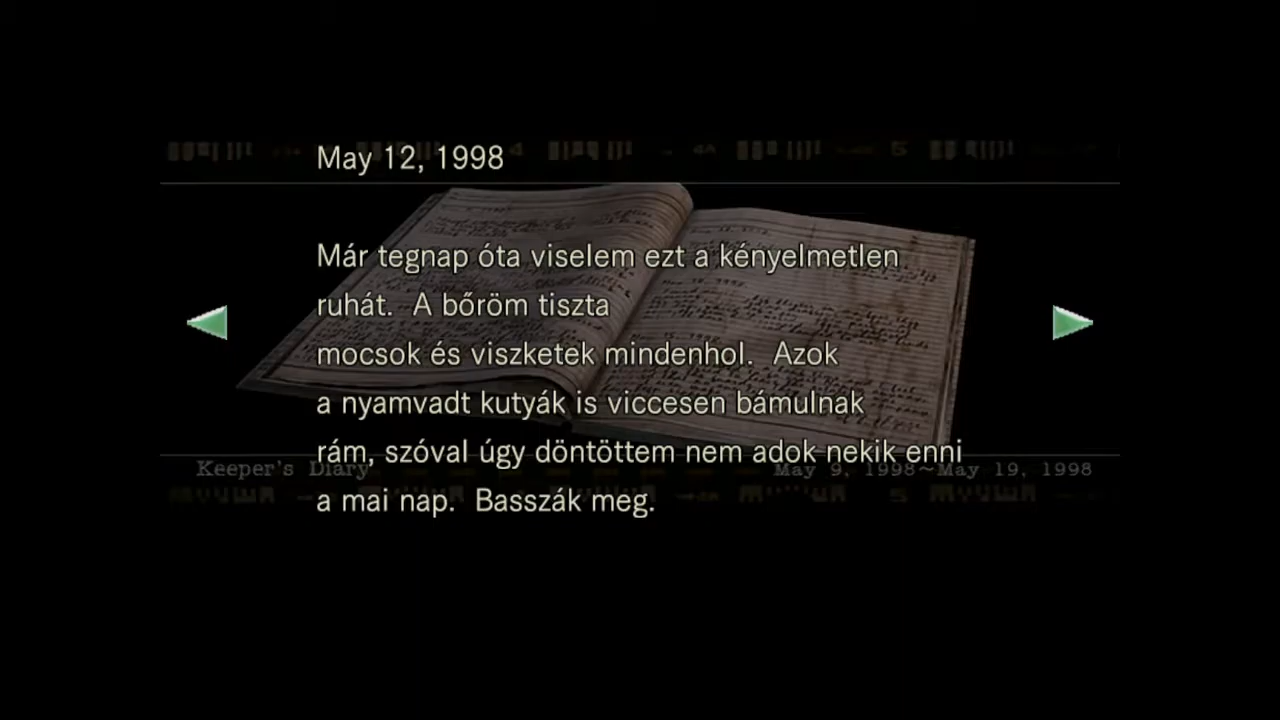 May 12, 1998
Már tegnap óta viselem ezt a kényelmetlen
ruhát.  A bőröm tiszta
mocsok és viszketek mindenhol.  Azok
a nyamvadt kutyák is viccesen bámulnak
rám, szóval úgy döntöttem nem adok nekik enni
a mai nap.  Basszák meg.
Keeper's Diary
May 9, 1998~May 19, 1998